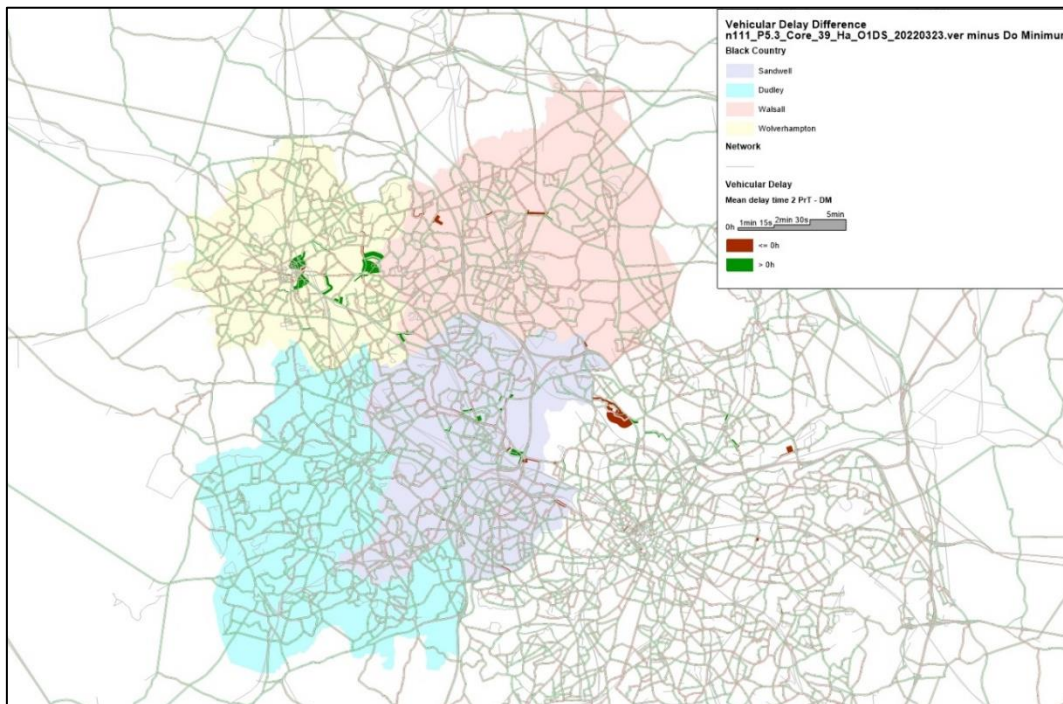 Vehicular Delay Difference
n111_P5.3_Core_39_Ha_O1DS_20220323.ver minus Do Minimum
Black Country
Sandwell
Dudley
Walsall
Wolverhampton
Network
Vehicular Delay
Mean delay time 2 PrT - DM
0h 1min 15s 2min 30s 5min
<= 0h
> 0h